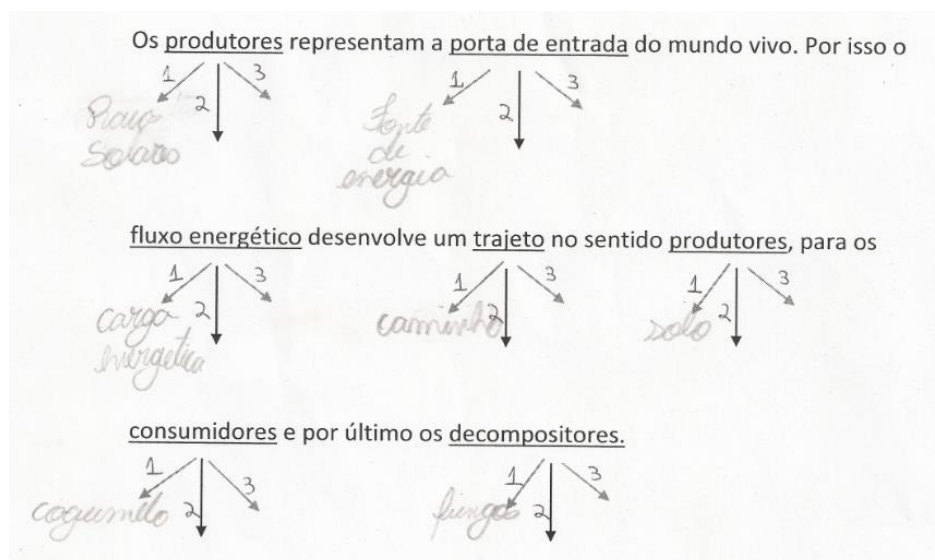 Os produtores representam a porta de entrada do mundo vivo. Por isso o
1 3 1 3
2 2
Fonte
Solares de
energia
fluxo energético desenvolve um trajeto no sentido produtores, para os
1 3 1 3 1 3
2 2 2
carga caminho solo
energética
consumidores e por último os decompositores.
1 3 1 3
2 2
cogumelo fungos